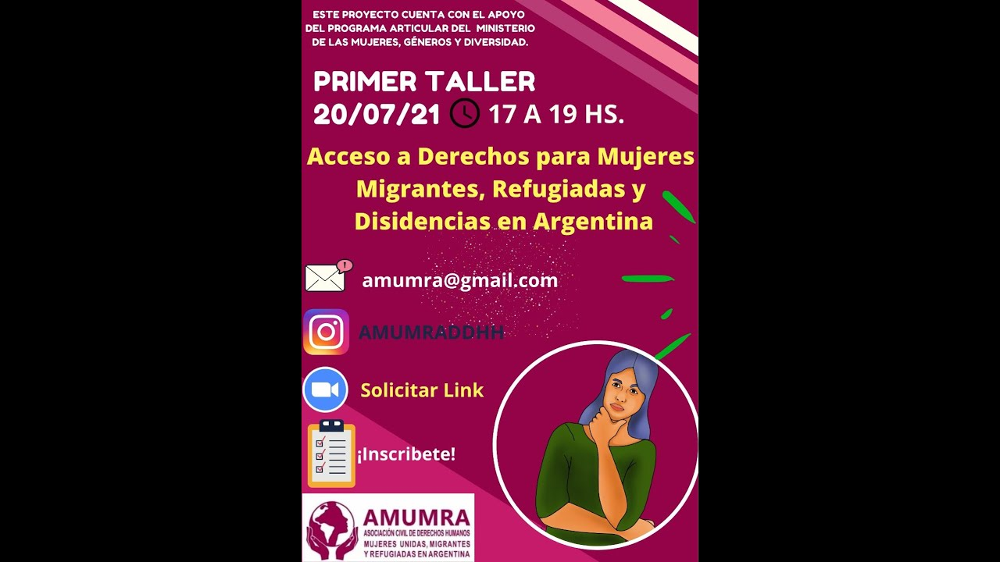 ESTE PROYECTO CUENTA CON EL APOYO
DEL PROGRAMA ARTICULAR DEL MINISTERIO
DE LAS MUJERES, GÉNEROS Y DIVERSIDAD.
PRIMER TALLER
20/07/21 17 A 19 HS.
Acceso a Derechos para Mujeres
Migrantes, Refugiadas y
Disidencias en Argentina
amumra@gmail.com
AMUMRADDHH
Solicitar Link
¡Inscribete!
AMUMRA
ASOCIACIÓN CIVIL DE DERECHOS HUMANOS
MUJERES UNIDAS, MIGRANTES
Y REFUGIADAS EN ARGENTINA